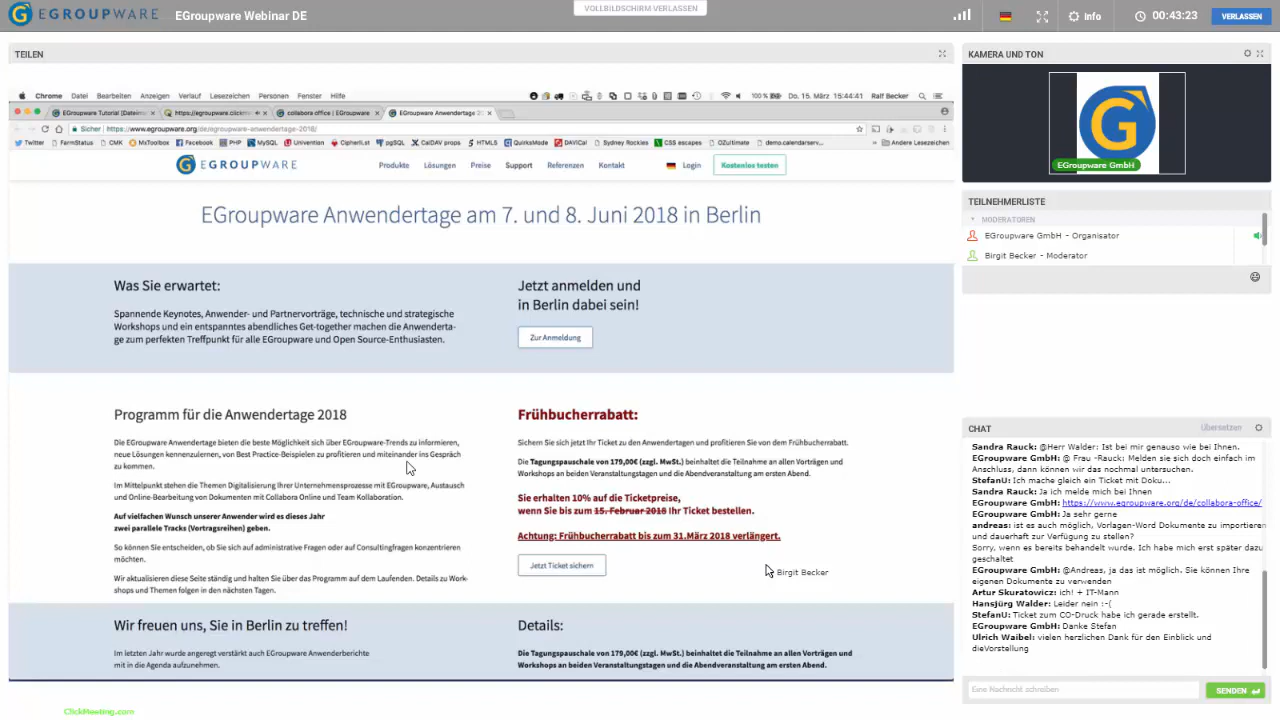 EGROUPWARE
EGroupware Webinar DE
VOLLBILDSCHIRM VERLASSEN
Info
00:43:23
VERLASSEN
TEILEN
Chrome Datei Bearbeiten Anzeigen Verlauf Lesezeichen Personen Fenster Hilfe
100 % Do. 15. März 15:44:41 Ralf Becker
EGroupware Tutorial (Dateim
https://egroupware.clickme
collabora office | EGroupware
EGroupware Anwendertage 20
Sicher https://www.egroupware.org/de/egroupware-anwendertage-2018/
Twitter FarmStatus CMK MxToolbox Facebook PHP MySQL Univention CipherList pgSQL CalDAV props HTML5 QuirksMode DAViCal Sydney Rockies CSS escapes OZultimate demo.calendarserv... Andere Lesezeichen
EGROUPWARE
Produkte Lösungen Preise Support Referenzen Kontakt Login Kostenlos testen
EGroupware Anwendertage am 7. und 8. Juni 2018 in Berlin
Was Sie erwartet:
Spannende Keynotes, Anwender- und Partnervorträge, technische und strategische
Workshops und ein entspanntes abendliches Get-together machen die Anwenderta-
ge zum perfekten Treffpunkt für alle EGroupware und Open Source-Enthusiasten.
Jetzt anmelden und
in Berlin dabei sein!
Zur Anmeldung
Programm für die Anwendertage 2018
Die EGroupware Anwendertage bieten die beste Möglichkeit sich über EGroupware-Trends zu informieren,
neue Lösungen kennenzulernen, von Best Practice-Beispielen zu profitieren und miteinander ins Gespräch
zu kommen.
Im Mittelpunkt stehen die Themen Digitalisierung Ihrer Unternehmensprozesse mit EGroupware, Austausch
und Online-Bearbeitung von Dokumenten mit Collabora Online und Team Kollaboration.
Auf vielfachen Wunsch unserer Anwender wird es dieses Jahr
zwei parallele Tracks (Vortragsreihen) geben.
So können Sie entscheiden, ob Sie sich auf administrative Fragen oder auf Consultingfragen konzentrieren
möchten.
Wir aktualisieren diese Seite ständig und halten Sie über das Programm auf dem Laufenden. Details zu Work-
shops und Themen folgen in den nächsten Tagen.
Frühbucherrabatt:
Sichern Sie sich jetzt Ihr Ticket zu den Anwendertagen und profitieren Sie von dem Frühbucherrabatt.
Die Tagungspauschale von 179,00€ (zzgl. MwSt.) beinhaltet die Teilnahme an allen Vorträgen und
Workshops an beiden Veranstaltungstagen und die Abendveranstaltung am ersten Abend.
Sie erhalten 10% auf die Ticketpreise,
wenn Sie bis zum 15. Februar 2018 Ihr Ticket bestellen.
Achtung: Frühbucherrabatt bis zum 31.März 2018 verlängert.
Jetzt Ticket sichern
Birgit Becker
Wir freuen uns, Sie in Berlin zu treffen!
Im letzten Jahr wurde angeregt verstärkt auch EGroupware Anwenderberichte
mit in die Agenda aufzunehmen.
Details:
Die Tagungspauschale von 179,00€ (zzgl. MwSt.) beinhaltet die Teilnahme an allen Vorträgen und
Workshops an beiden Veranstaltungstagen und die Abendveranstaltung am ersten Abend.
ClickMeeting.com
KAMERA UND TON
EGroupware GmbH
TEILNEHMERLISTE
MODERATOREN
EGroupware GmbH - Organisator
Birgit Becker - Moderator
CHAT
Übersetzen
Sandra Rauck: @Herr Walder: Ist bei mir genauso wie bei Ihnen.
EGroupware GmbH: @ Frau -Rauck: Melden sie sich doch einfach im
Anschluss, dann können wir das nochmal untersuchen.
StefanU: Ich mache gleich ein Ticket mit Doku...
Sandra Rauck: Ja ich melde mich bei Ihnen
EGroupware GmbH: https://www.egroupware.org/de/collabora-office/
EGroupware GmbH: Ja sehr gerne
andreas: ist es auch möglich, Vorlagen-Word Dokumente zu importieren
und dauerhaft zur Verfügung zu stellen?
Sorry, wenn es bereits behandelt wurde. Ich habe mich erst später dazu
geschaltet
EGroupware GmbH: @Andreas, ja das ist möglich. Sie können Ihre
eigenen Dokumente zu verwenden
Artur Skuratowicz: ich! + IT-Mann
Hansjürg Walder: Leider nein :-(
StefanU: Ticket zum CO-Druck habe ich gerade erstellt.
EGroupware GmbH: Danke Stefan
Ulrich Waibel: vielen herzlichen Dank für den Einblick und
dieVorstellung
Eine Nachricht schreiben
SENDEN